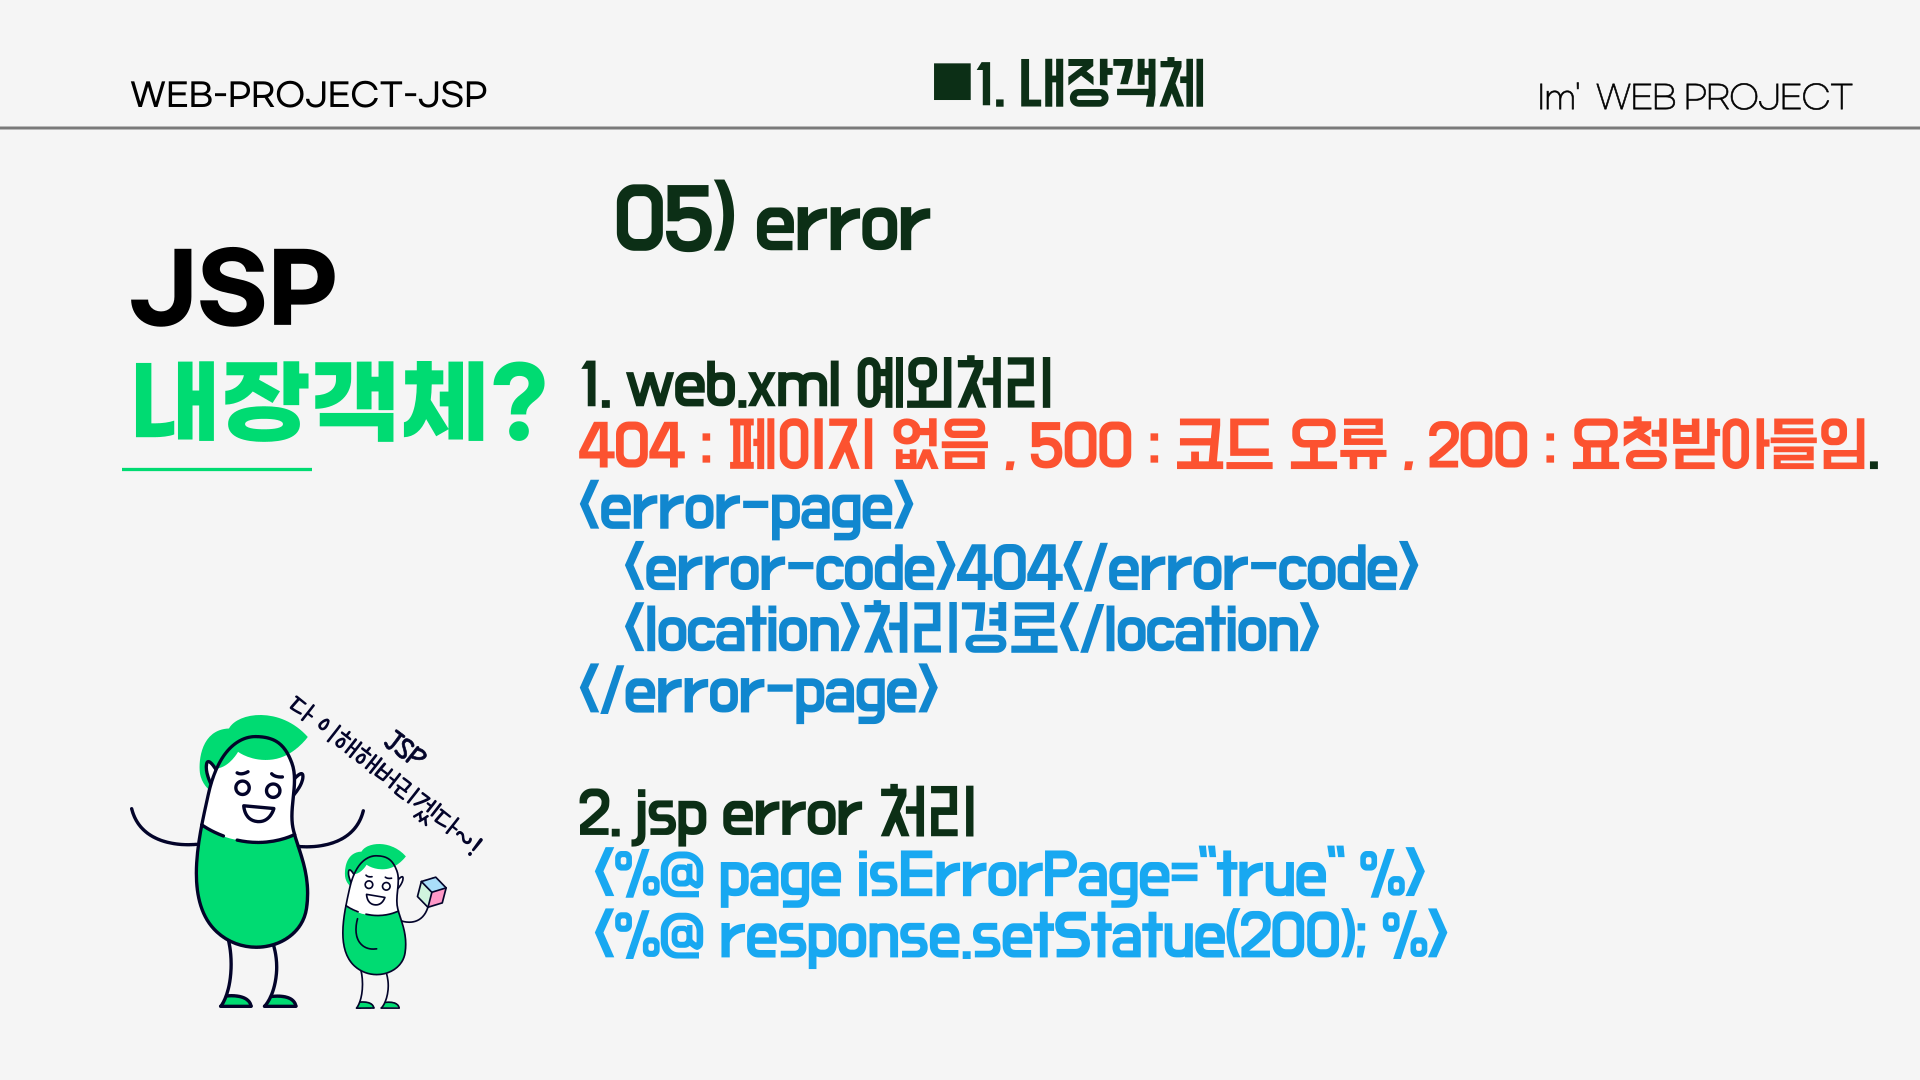 WEB-PROJECT-JSP
■1. 내장객체
Im' WEB PROJECT
05) error
JSP
내장객체?
1. web.xml 예외처리
404 : 페이지 없음 , 500 : 코드 오류 , 200 : 요청받아들임.
<error-page>
<error-code>404</error-code>
<location>처리경로</location>
</error-page>
2. jsp error 처리
<%@ page isErrorPage="true" %>
<%@ response.setStatue(200); %>
JSP
다 이해해버리겠다~!